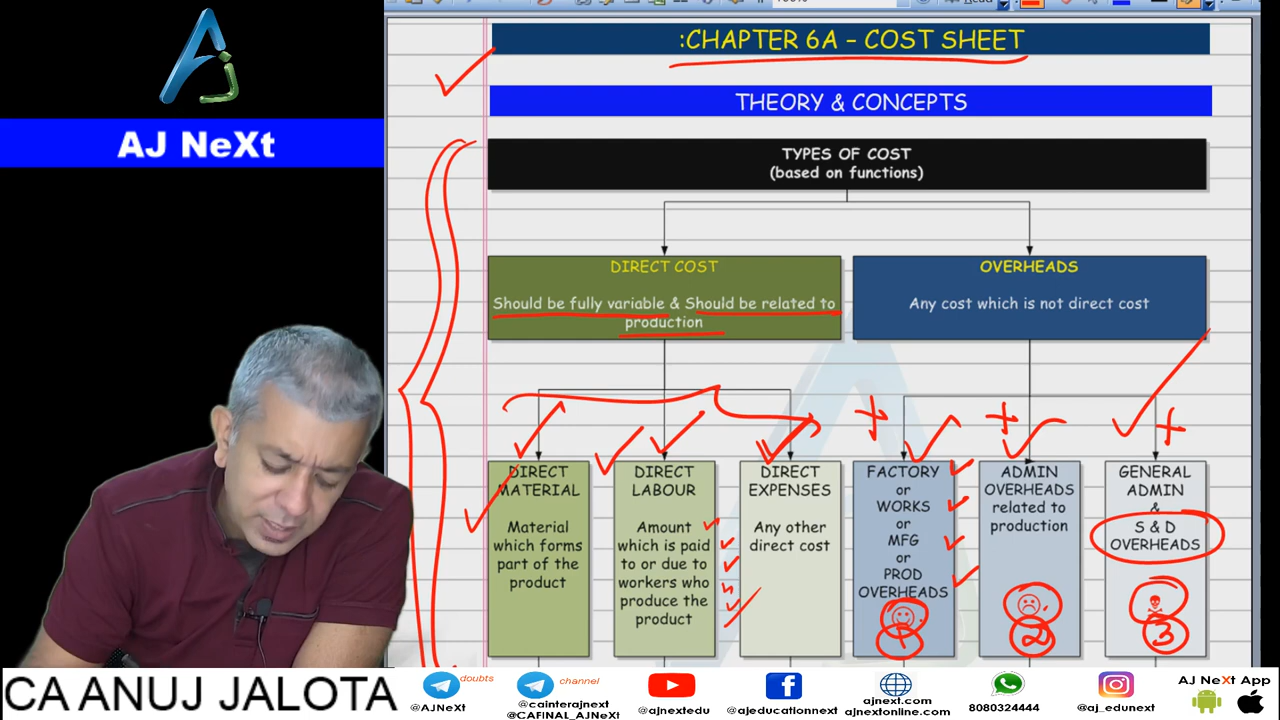 :CHAPTER 6A – COST SHEET
THEORY & CONCEPTS
AJ NeXt
TYPES OF COST
(based on functions)
DIRECT COST
Should be fully variable & Should be related to
production
OVERHEADS
Any cost which is not direct cost
DIRECT
MATERIAL
Material
which forms
part of the
product
DIRECT
LABOUR
Amount
which is paid
to or due to
workers who
produce the
product
DIRECT
EXPENSES
Any other
direct cost
FACTORY
or
WORKS
or
MFG
or
PROD
OVERHEADS
1
ADMIN
OVERHEADS
related to
production
2
GENERAL
ADMIN
&
S & D
OVERHEADS
3
CA ANUJ JALOTA
doubts
@AJNeXt
channel
@cainterajnext
@CAFINAL_AJNeXt
@ajnextedu
@ajeducationnext
ajnext.com
ajnextonline.com
8080324444
@aj_edunext
AJ NeXt App